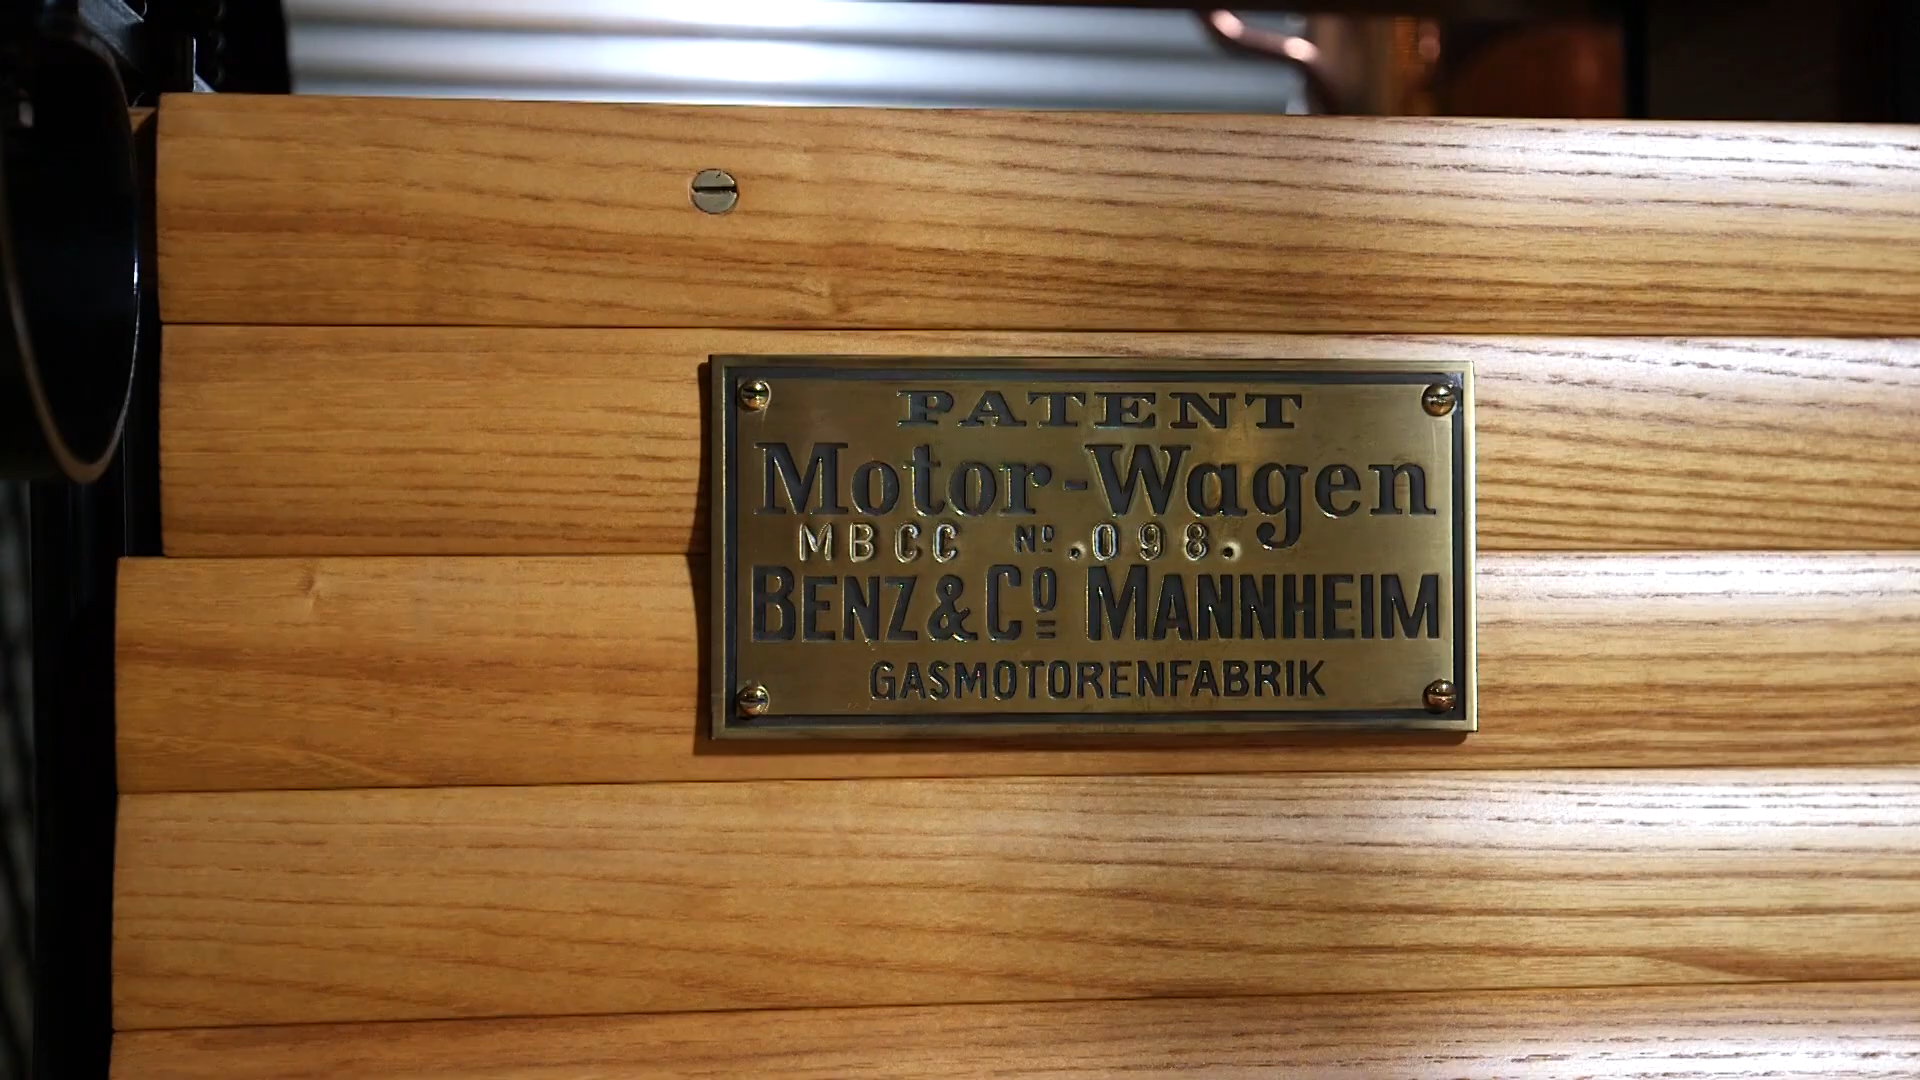 PATENT
Motor-Wagen
MBCC Nº.098.
BENZ & Cº MANNHEIM
GASMOTORENFABRIK